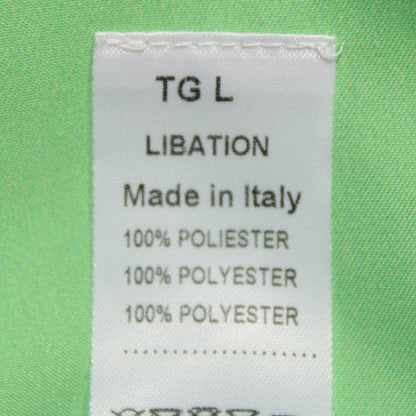 TG L
LIBATION
Made in Italy
100% POLIESTER
100% POLYESTER
100% POLYESTER